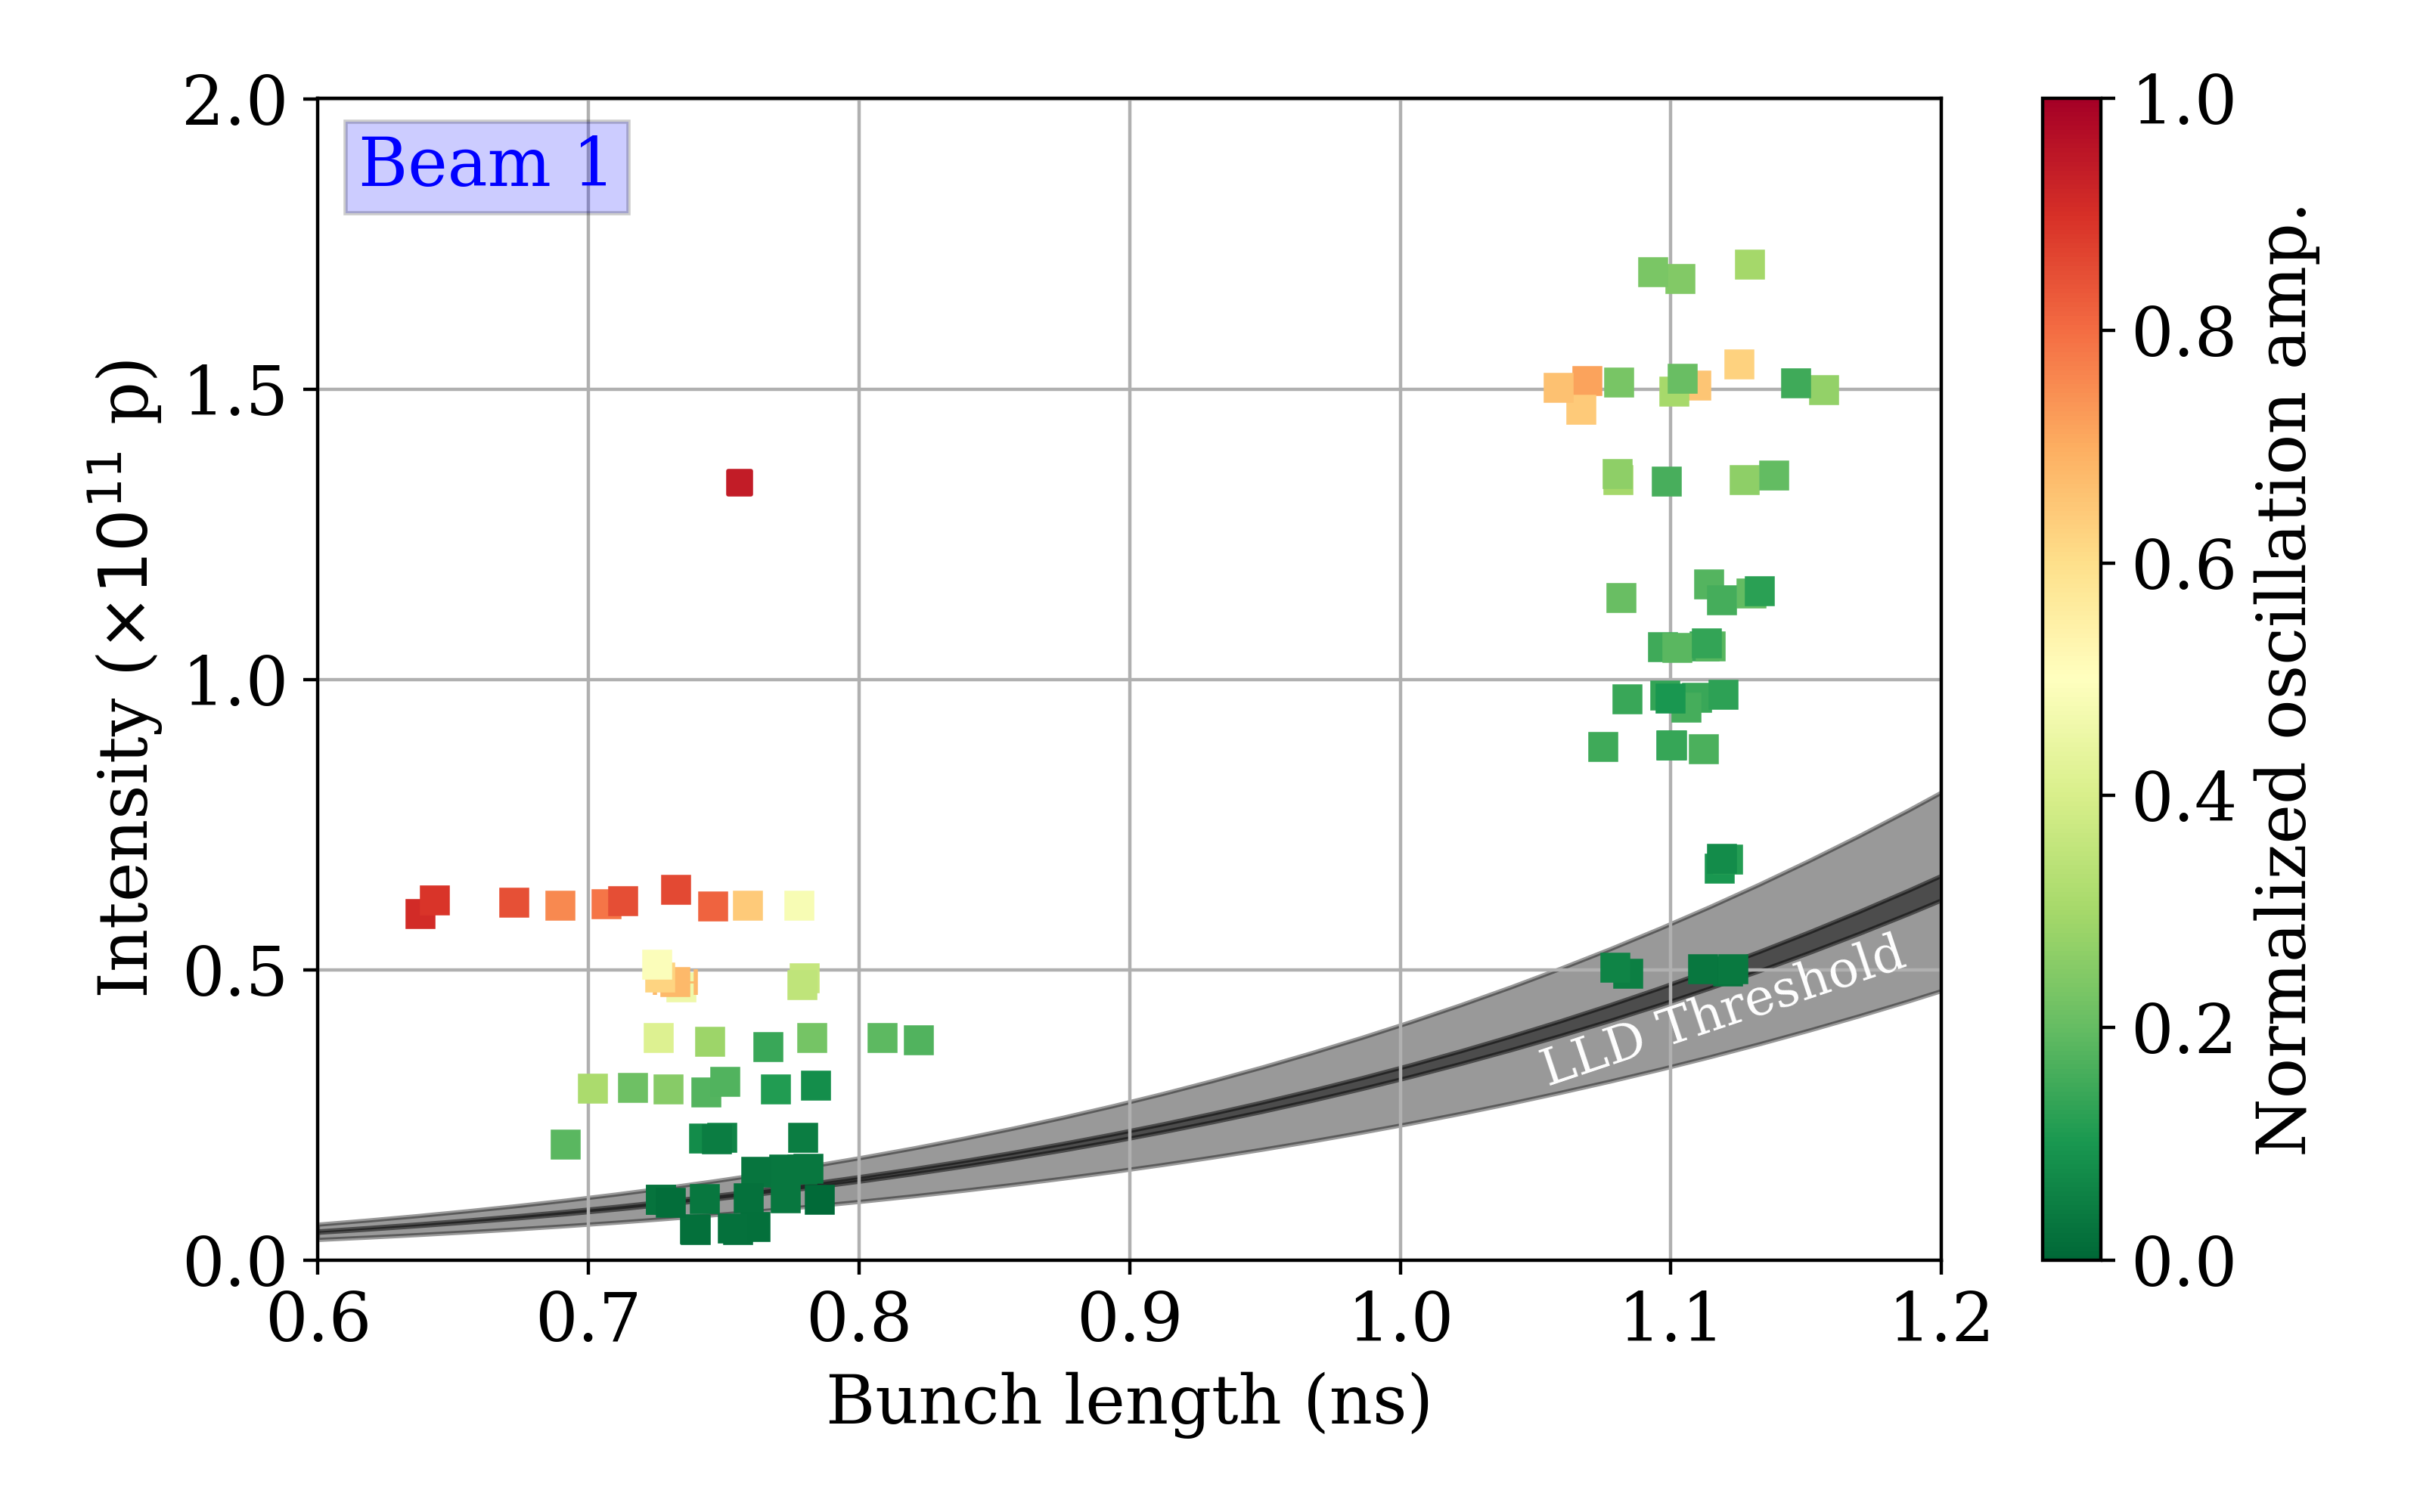 Beam 1
2.0
1.5
1.0
0.5
0.0
Intensity (×10¹¹ p)
0.6 0.7 0.8 0.9 1.0 1.1 1.2
Bunch length (ns)
LLD Threshold
1.0
0.8
0.6
0.4
0.2
0.0
Normalized oscillation amp.